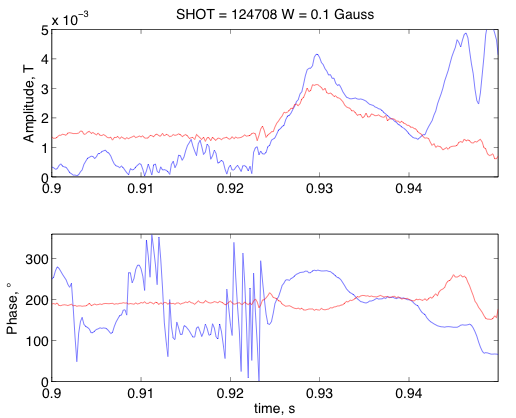 SHOT = 124708 W = 0.1 Gauss
5 x 10⁻³
4
3
2
1
0
Amplitude, T
0.9 0.91 0.92 0.93 0.94
300
200
100
0
Phase, °
0.9 0.91 0.92 0.93 0.94
time, s